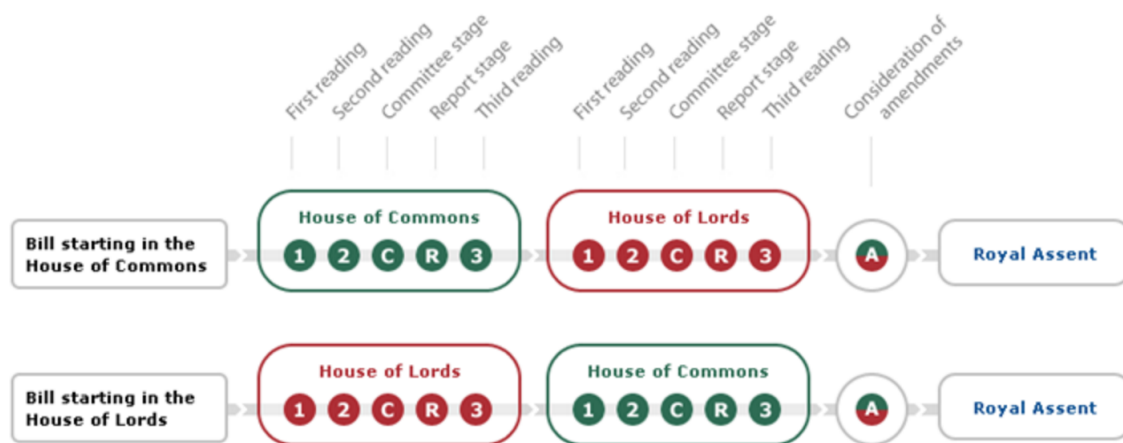 First reading
Second reading
Committee stage
Report stage
Third reading
First reading
Second reading
Committee stage
Report stage
Third reading
Consideration of
amendments
Bill starting in the
House of Commons
House of Commons
1 2 C R 3
House of Lords
1 2 C R 3
A
Royal Assent
Bill starting in the
House of Lords
House of Lords
1 2 C R 3
House of Commons
1 2 C R 3
A
Royal Assent